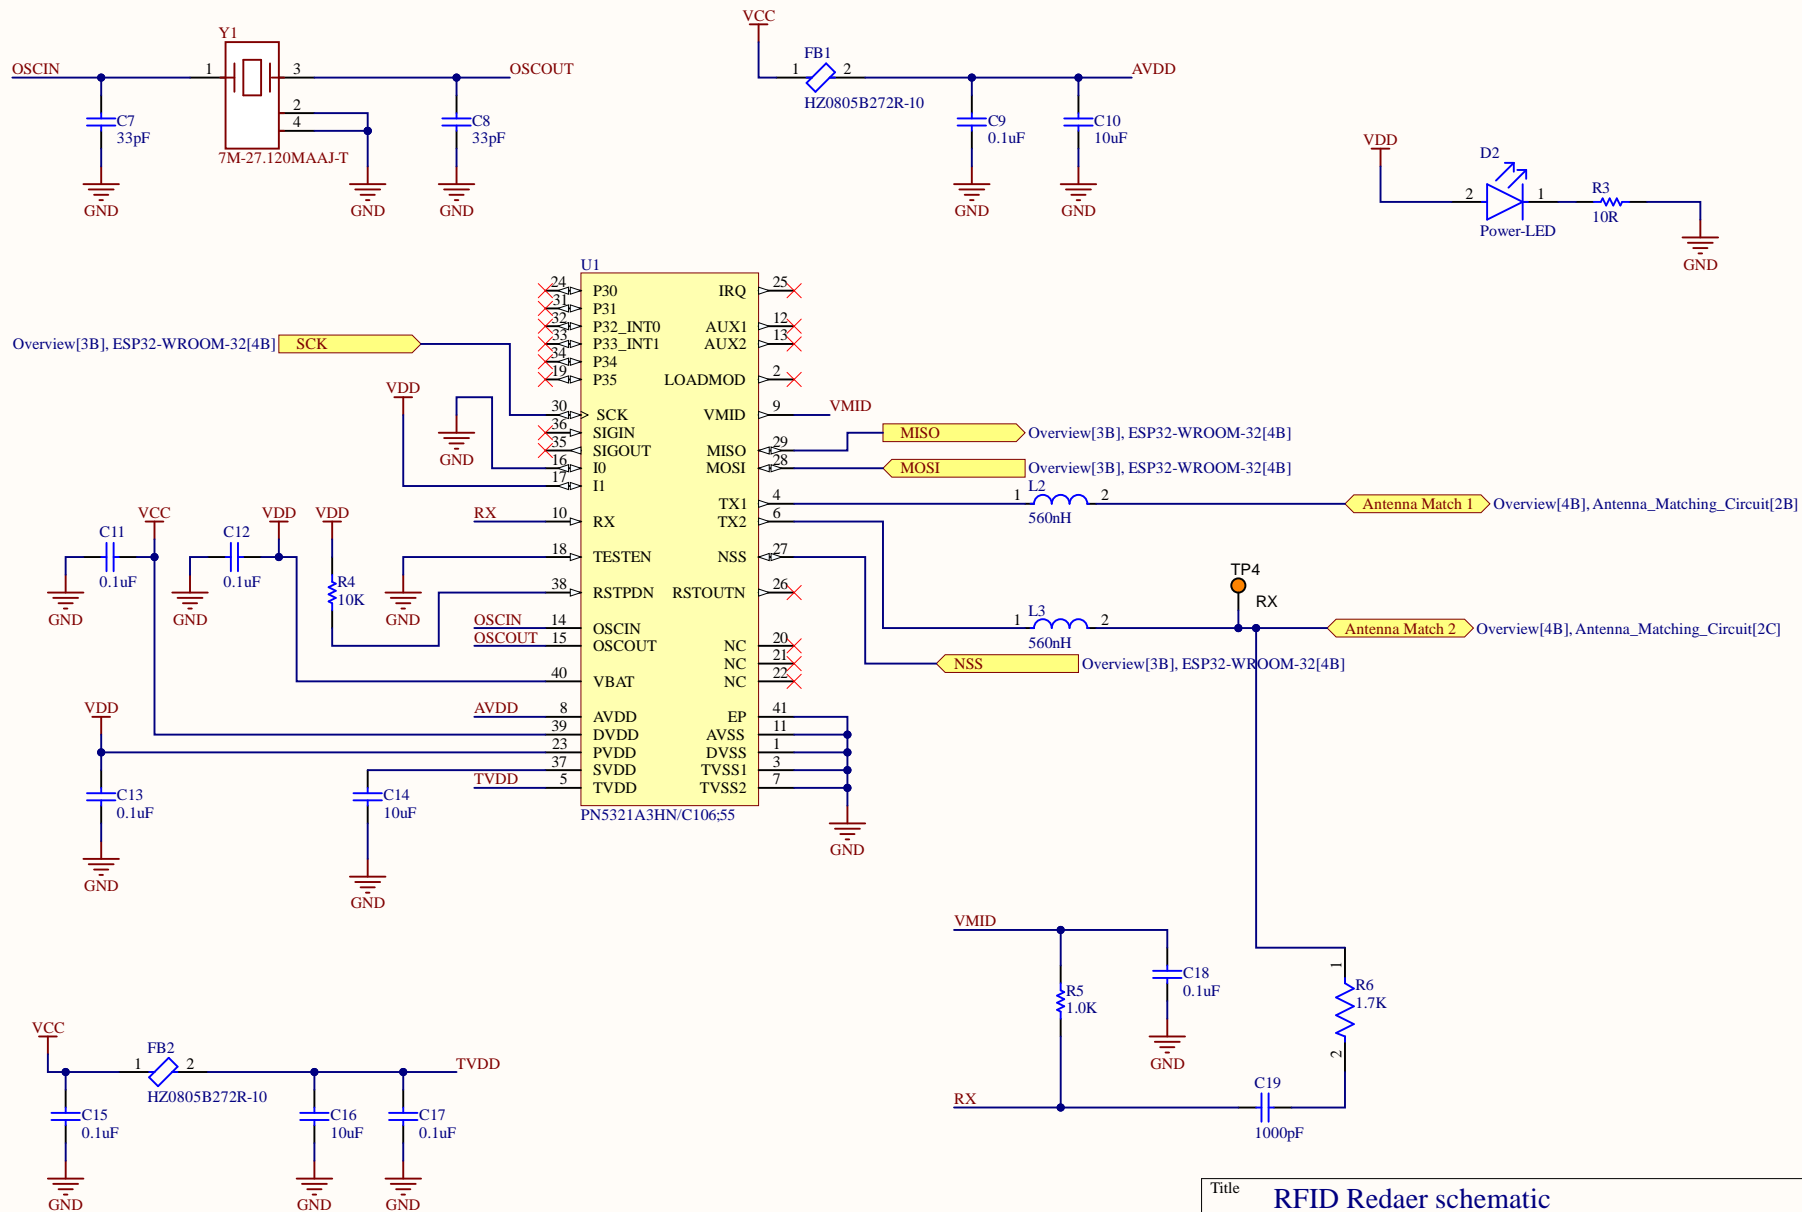 Y1
OSCIN
1
3
OSCOUT
2
4
C7
33pF
C8
33pF
7M-27.120MAAJ-T
GND
GND
GND
VCC
FB1
1
2
AVDD
HZ0805B272R-10
C9
0.1uF
C10
10uF
GND
GND
VDD
D2
2
1
R3
10R
Power-LED
GND
U1
24
P30
31
P31
32
P32_INT0
33
P33_INT1
34
P34
19
P35
30
SCK
36
SIGIN
35
SIGOUT
16
I0
17
I1
10
RX
18
TESTEN
38
RSTPDN
14
OSCIN
15
OSCOUT
40
VBAT
8
AVDD
39
DVDD
23
PVDD
37
SVDD
5
TVDD
IRQ
25
AUX1
12
AUX2
13
LOADMOD
2
VMID
9
MISO
29
MOSI
28
TX1
4
TX2
6
NSS
27
RSTOUTN
26
NC
20
NC
21
NC
22
EP
41
AVSS
11
DVSS
1
TVSS1
3
TVSS2
7
PN5321A3HN/C106;55
GND
Overview[3B], ESP32-WROOM-32[4B]
SCK
VDD
GND
RX
VCC
C11
0.1uF
GND
VDD
C12
0.1uF
GND
VDD
R4
10K
GND
OSCIN
OSCOUT
AVDD
TVDD
VDD
C13
0.1uF
GND
C14
10uF
GND
VMID
MISO
Overview[3B], ESP32-WROOM-32[4B]
MOSI
Overview[3B], ESP32-WROOM-32[4B]
L2
1
2
560nH
Antenna Match 1
Overview[4B], Antenna_Matching_Circuit[2B]
TP4
RX
L3
1
2
560nH
Antenna Match 2
Overview[4B], Antenna_Matching_Circuit[2C]
NSS
Overview[3B], ESP32-WROOM-32[4B]
VMID
R5
1.0K
C18
0.1uF
GND
1
R6
1.7K
2
RX
C19
1000pF
VCC
FB2
1
2
TVDD
HZ0805B272R-10
C15
0.1uF
C16
10uF
C17
0.1uF
GND
GND
GND
Title
RFID Redaer schematic